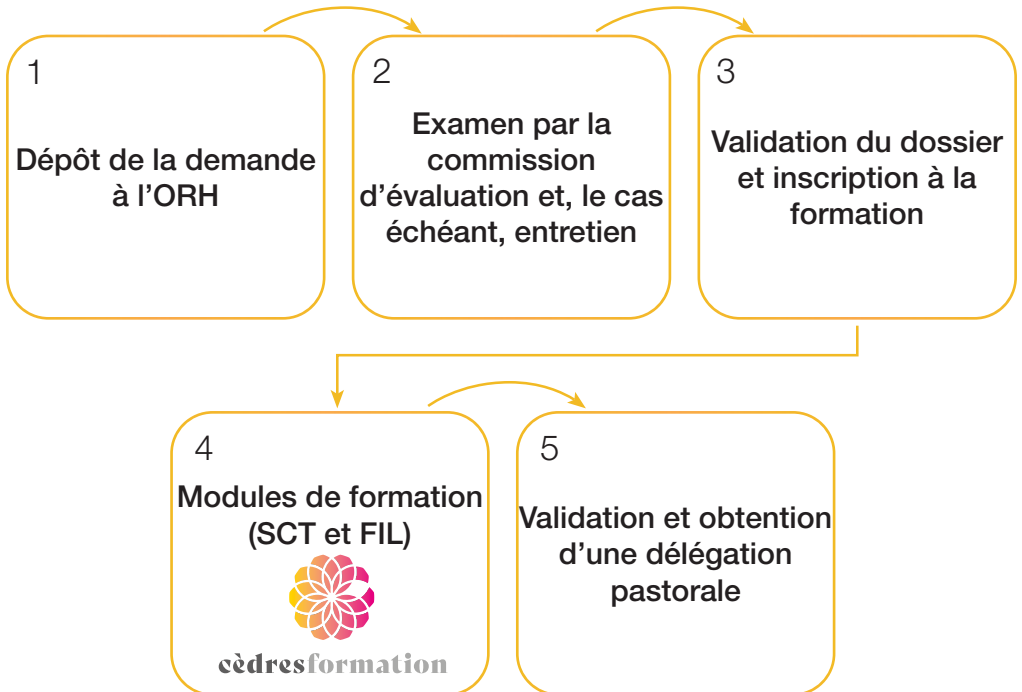 1
Dépôt de la demande
à l’ORH
2
Examen par la
commission
d’évaluation et, le cas
échéant, entretien
3
Validation du dossier
et inscription à la
formation
4
Modules de formation
(SCT et FIL)
cèdresformation
5
Validation et obtention
d’une délégation
pastorale